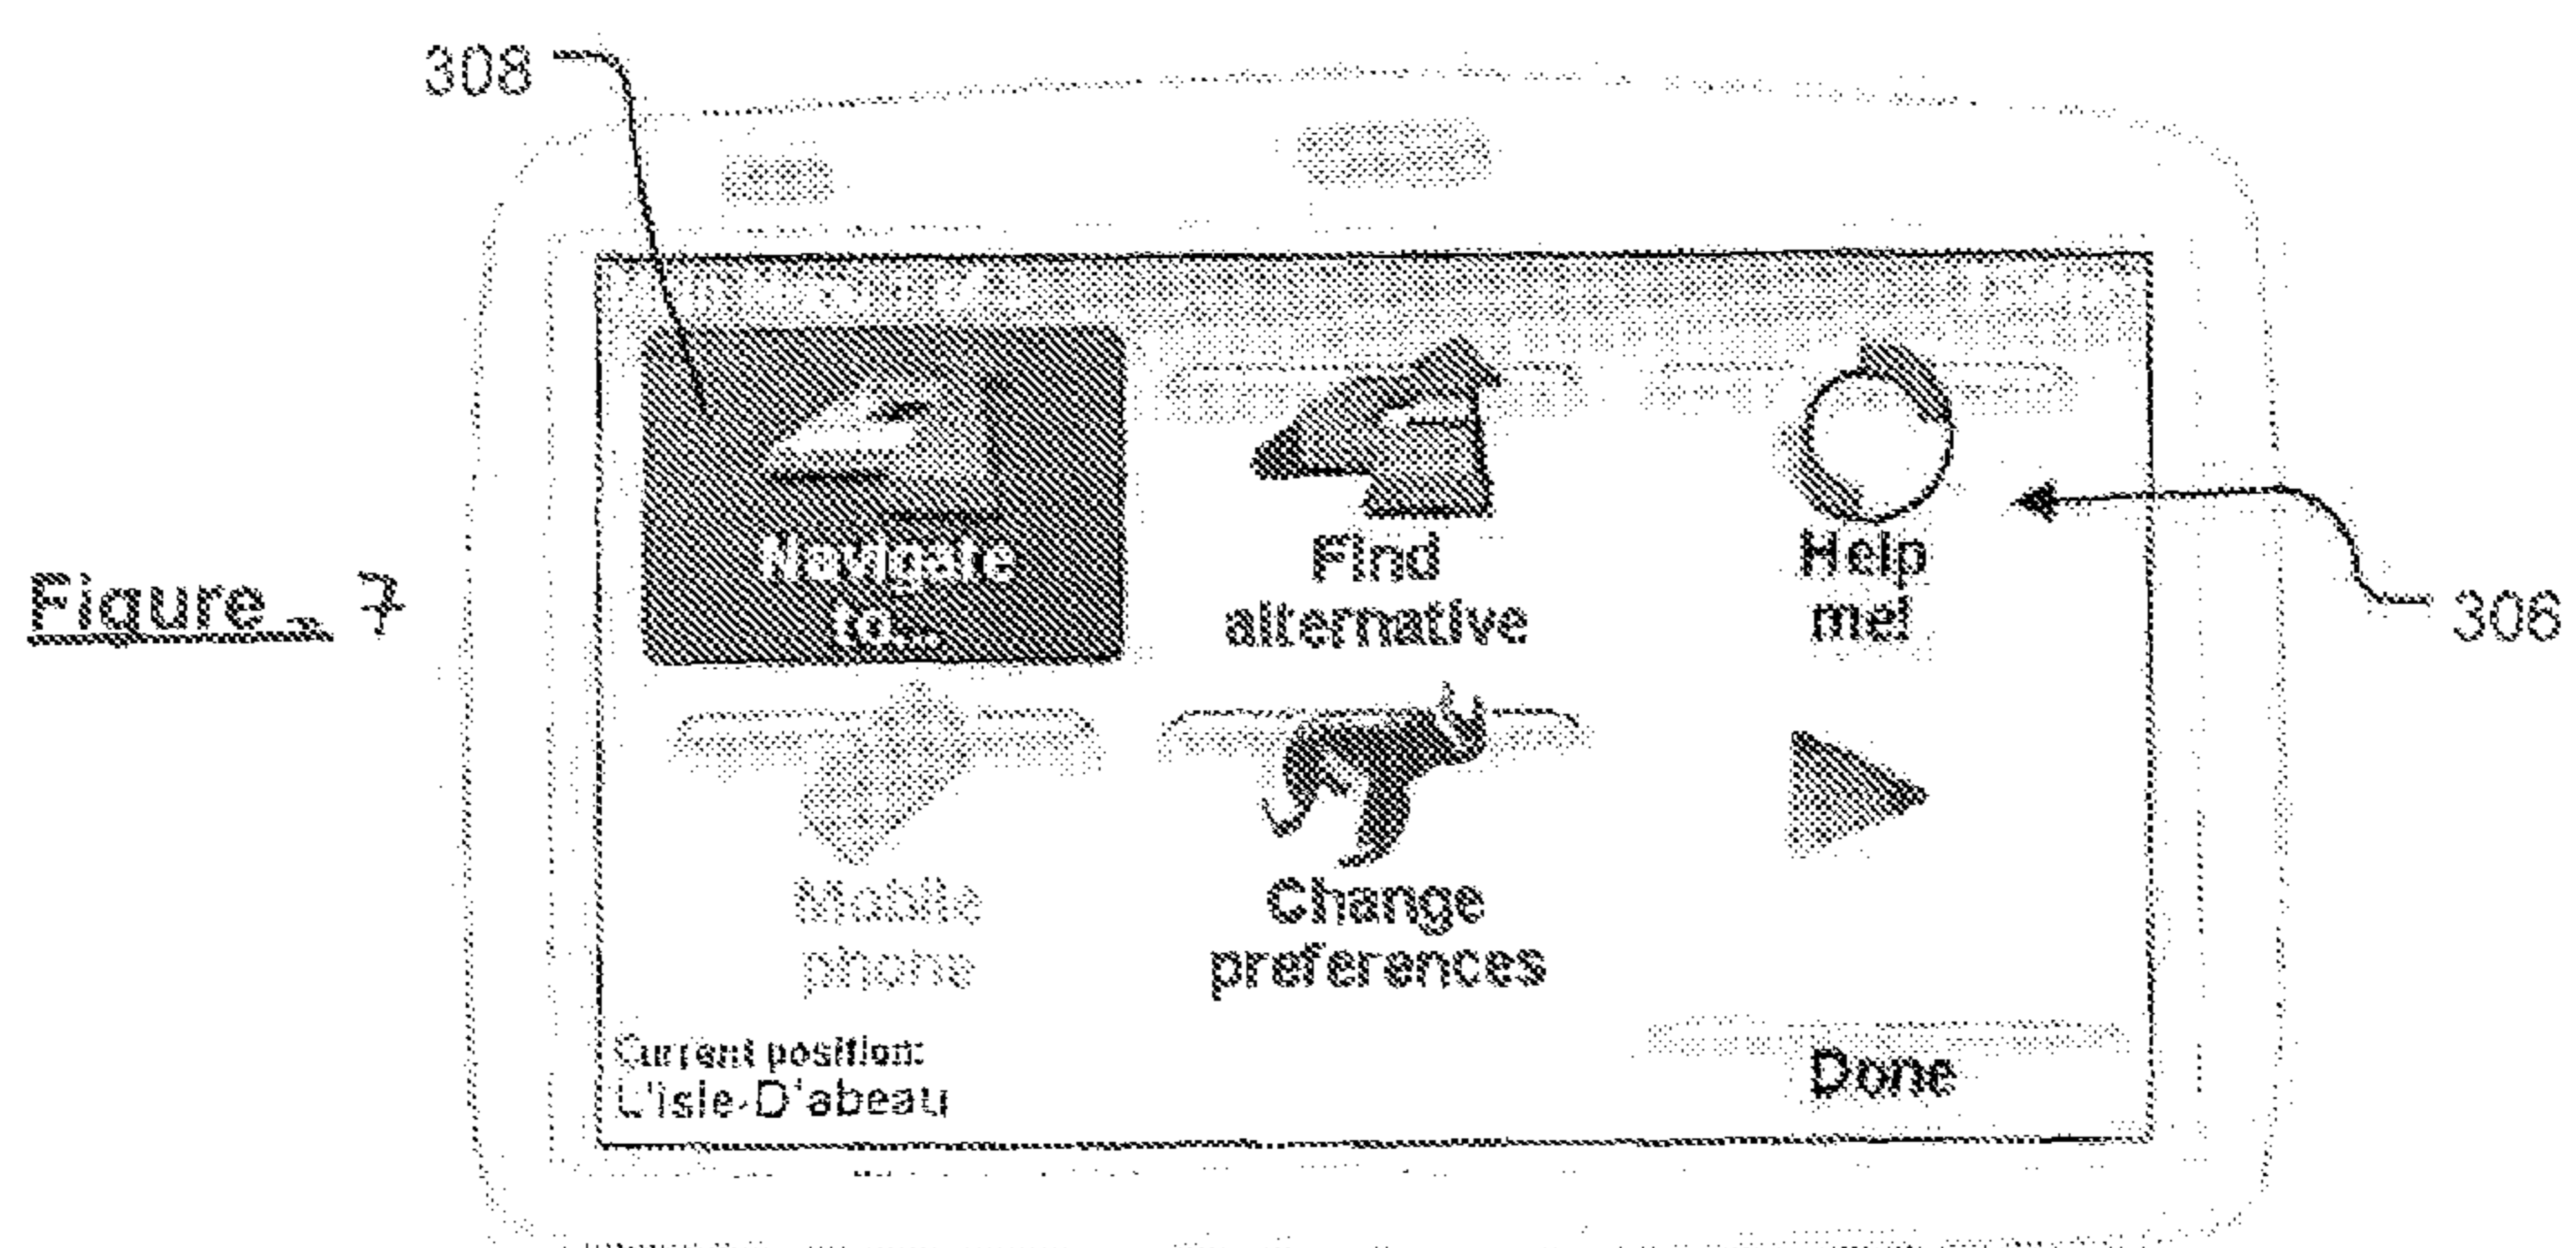 308
Navigate
to...
Find
alternative
Help
me!
306
Figure - 7
Mobile
phone
Change
preferences
Current position:
L'isle-D'abeau
Done